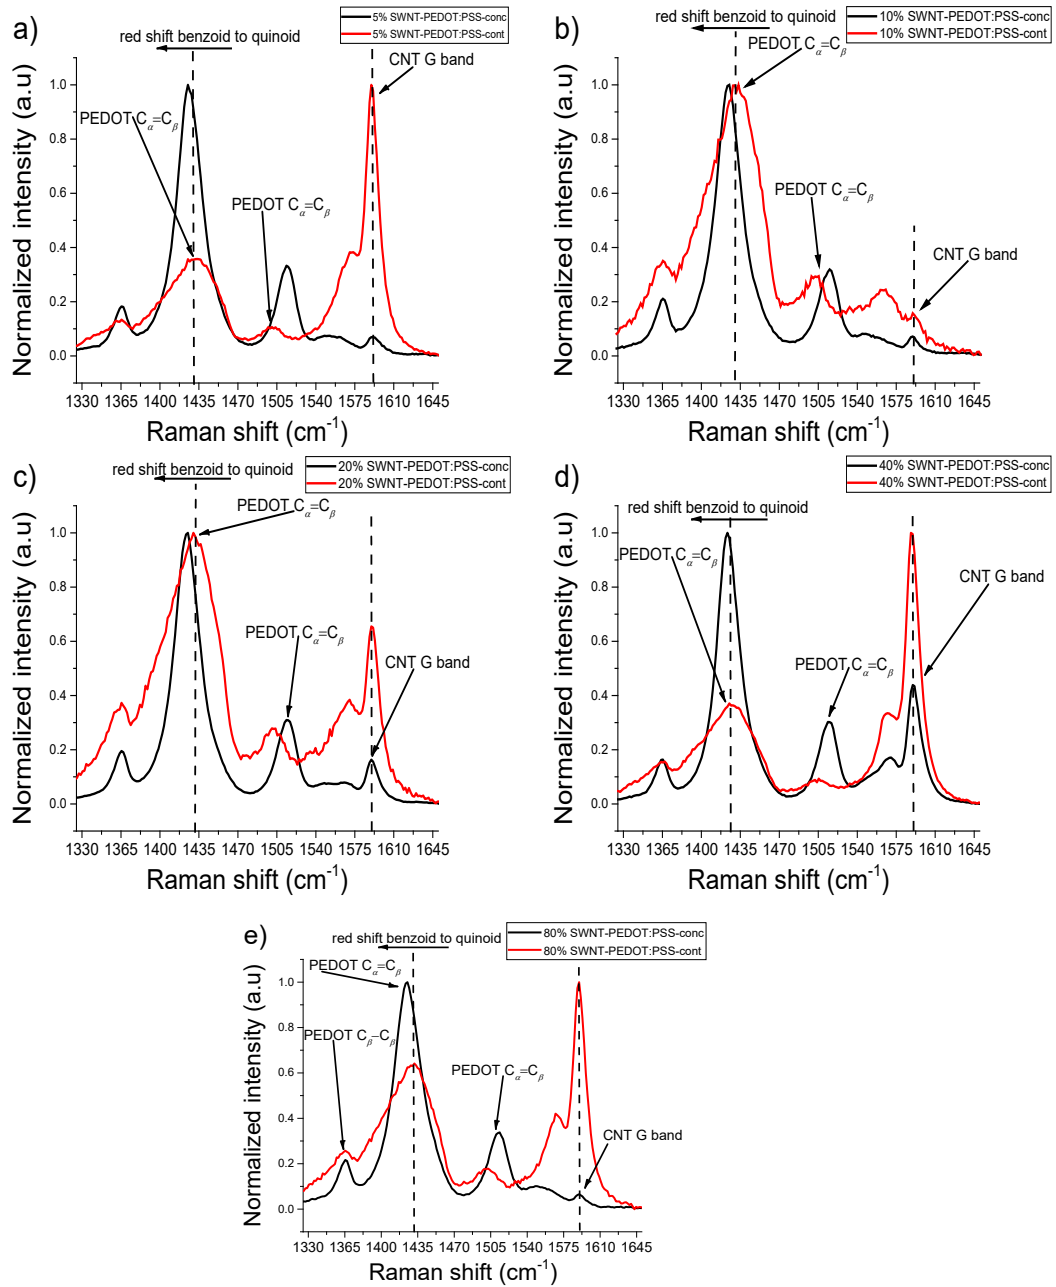 a)
5% SWNT-PEDOT:PSS-conc
5% SWNT-PEDOT:PSS-cont
red shift benzoid to quinoid
CNT G band
PEDOT Cα=Cβ
PEDOT Cα=Cβ
Normalized intensity (a.u)
1.0
0.8
0.6
0.4
0.2
0.0
1330 1365 1400 1435 1470 1505 1540 1575 1610 1645
Raman shift (cm-1)
b)
10% SWNT-PEDOT:PSS-conc
10% SWNT-PEDOT:PSS-cont
red shift benzoid to quinoid
PEDOT Cα=Cβ
PEDOT Cα=Cβ
CNT G band
Normalized intensity (a.u)
1.0
0.8
0.6
0.4
0.2
0.0
1330 1365 1400 1435 1470 1505 1540 1575 1610 1645
Raman shift (cm-1)
c)
red shift benzoid to quinoid
20% SWNT-PEDOT:PSS-conc
20% SWNT-PEDOT:PSS-cont
PEDOT Cα=Cβ
PEDOT Cα=Cβ
CNT G band
Normalized intensity (a.u)
1.0
0.8
0.6
0.4
0.2
0.0
1330 1365 1400 1435 1470 1505 1540 1575 1610 1645
Raman shift (cm-1)
d)
40% SWNT-PEDOT:PSS-conc
40% SWNT-PEDOT:PSS-cont
red shift benzoid to quinoid
PEDOT Cα=Cβ
CNT G band
PEDOT Cα=Cβ
Normalized intensity (a.u)
1.0
0.8
0.6
0.4
0.2
0.0
1330 1365 1400 1435 1470 1505 1540 1575 1610 1645
Raman shift (cm-1)
e)
80% SWNT-PEDOT:PSS-conc
80% SWNT-PEDOT:PSS-cont
red shift benzoid to quinoid
PEDOT Cα=Cβ
PEDOT Cβ−Cβ
PEDOT Cα=Cβ
CNT G band
Normalized intensity (a.u)
1.0
0.8
0.6
0.4
0.2
0.0
1330 1365 1400 1435 1470 1505 1540 1575 1610 1645
Raman shift (cm-1)